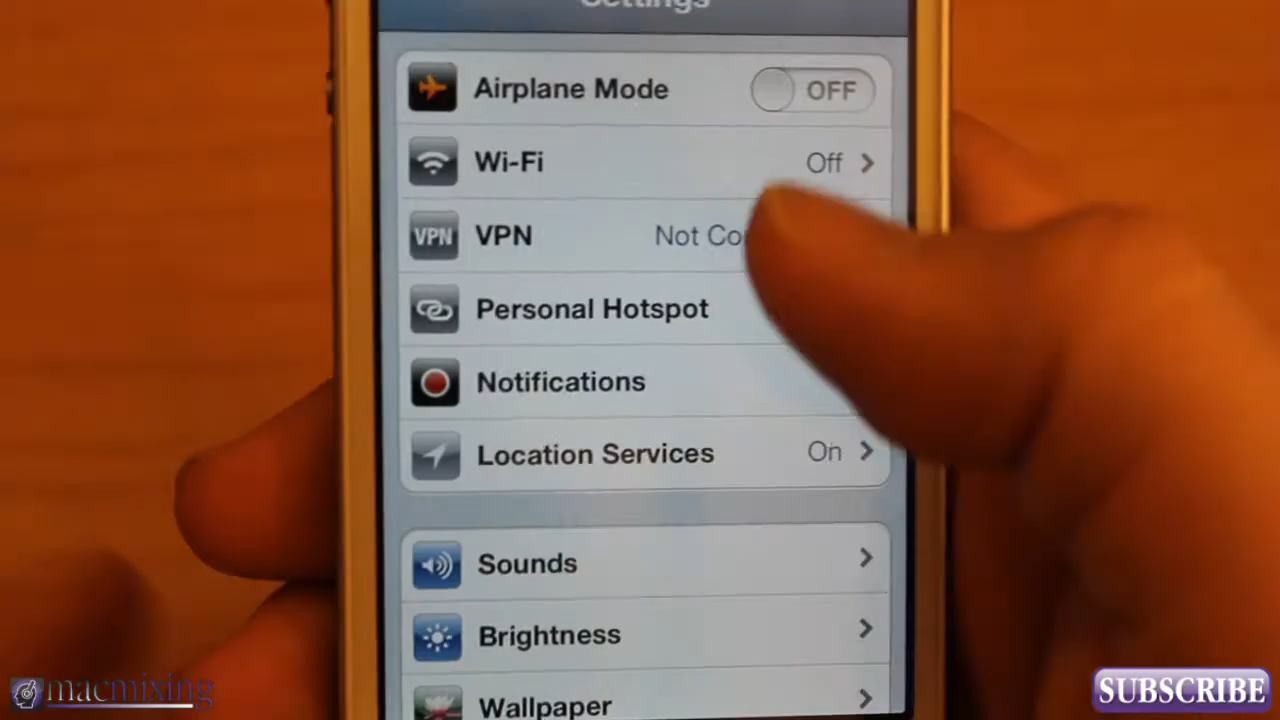 Settings
Airplane Mode OFF
Wi-Fi Off
VPN VPN Not Co
Personal Hotspot
Notifications
Location Services On
Sounds
Brightness
Wallpaper
macmixing
SUBSCRIBE